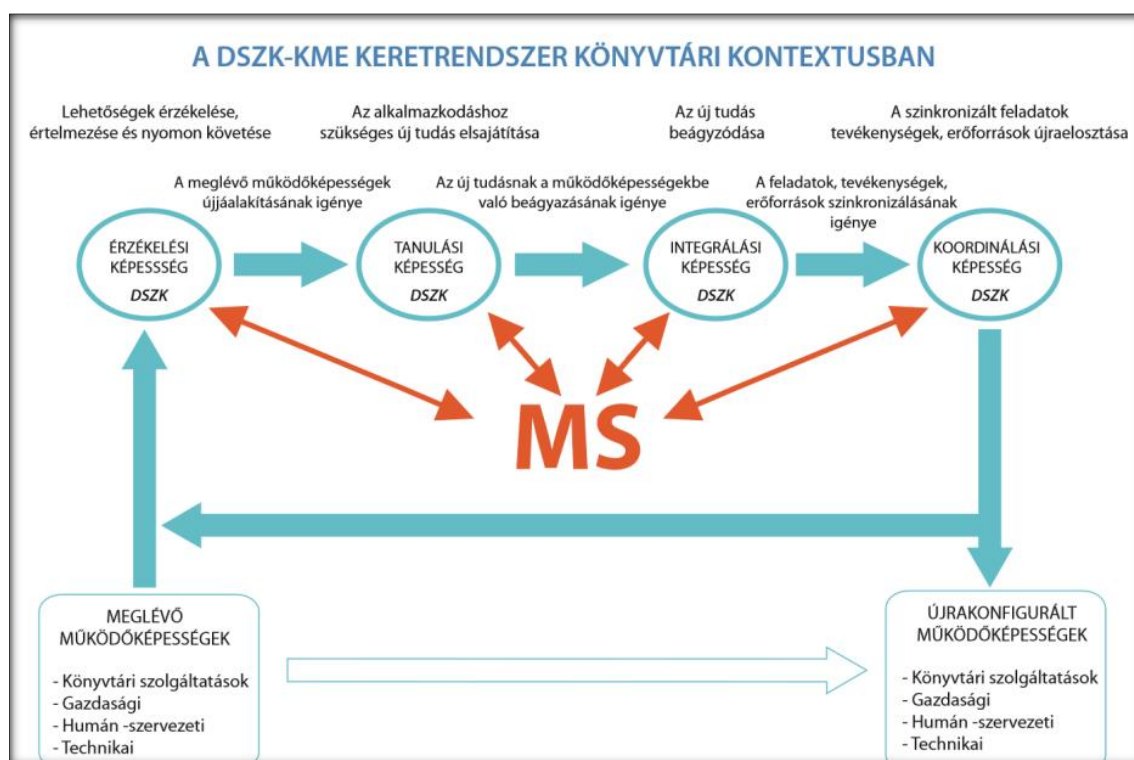 A DSZK-KME KERETRENDSZER KÖNYVTÁRI KONTEXTUSBAN
Lehetőségek érzékelése,
értelmezése és nyomon követése
Az alkalmazkodáshoz
szükséges új tudás elsajátítása
Az új tudás
beágyzódása
A szinkronizált feladatok
tevékenységek, erőforrások újraelosztása
A meglévő működőképességek
újjáalakításának igénye
Az új tudásnak a működőképességekbe
való beágyazásának igénye
A feladatok, tevékenységek,
erőforrások szinkronizálásának
igénye
ÉRZÉKELÉSI
KÉPESSSÉG
DSZK
TANULÁSI
KÉPESSÉG
DSZK
INTEGRÁLÁSI
KÉPESSÉG
DSZK
KOORDINÁLÁSI
KÉPESSÉG
DSZK
MS
MEGLÉVŐ
MŰKÖDŐKÉPESSÉGEK
- Könyvtári szolgáltatások
- Gazdasági
- Humán -szervezeti
- Technikai
ÚJRAKONFIGURÁLT
MŰKÖDŐKÉPESSÉGEK
- Könyvtári szolgáltatások
- Gazdasági
- Humán -szervezeti
- Technikai